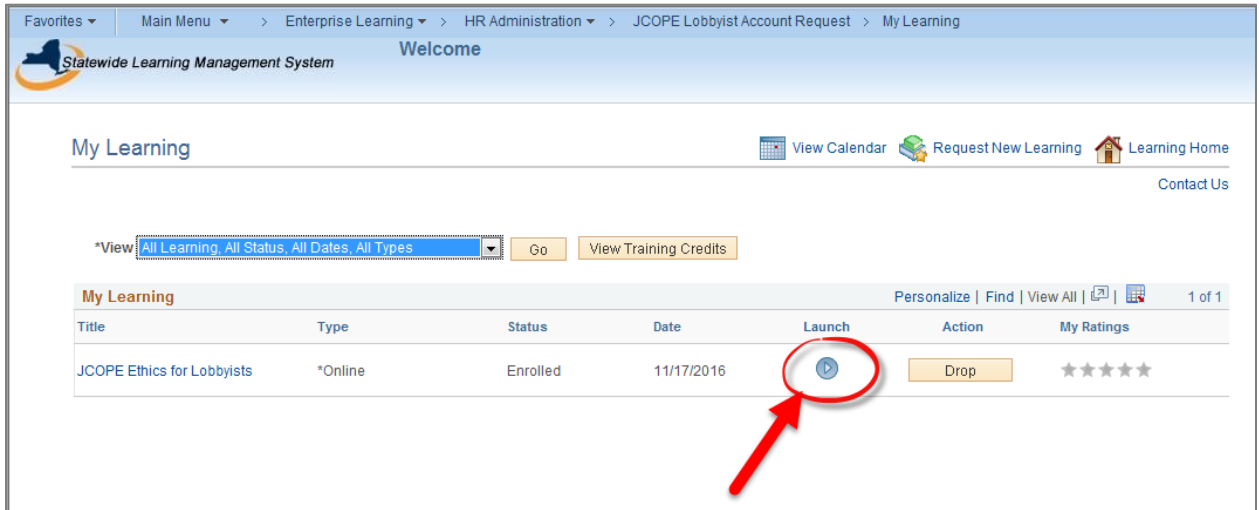 Favorites Main Menu > Enterprise Learning > HR Administration > JCOPE Lobbyist Account Request > My Learning
Welcome
Statewide Learning Management System
My Learning View Calendar Request New Learning Learning Home
Contact Us
*View All Learning, All Status, All Dates, All Types Go View Training Credits
My Learning Personalize | Find | View All | | 1 of 1
Title Type Status Date Launch Action My Ratings
JCOPE Ethics for Lobbyists *Online Enrolled 11/17/2016 Drop